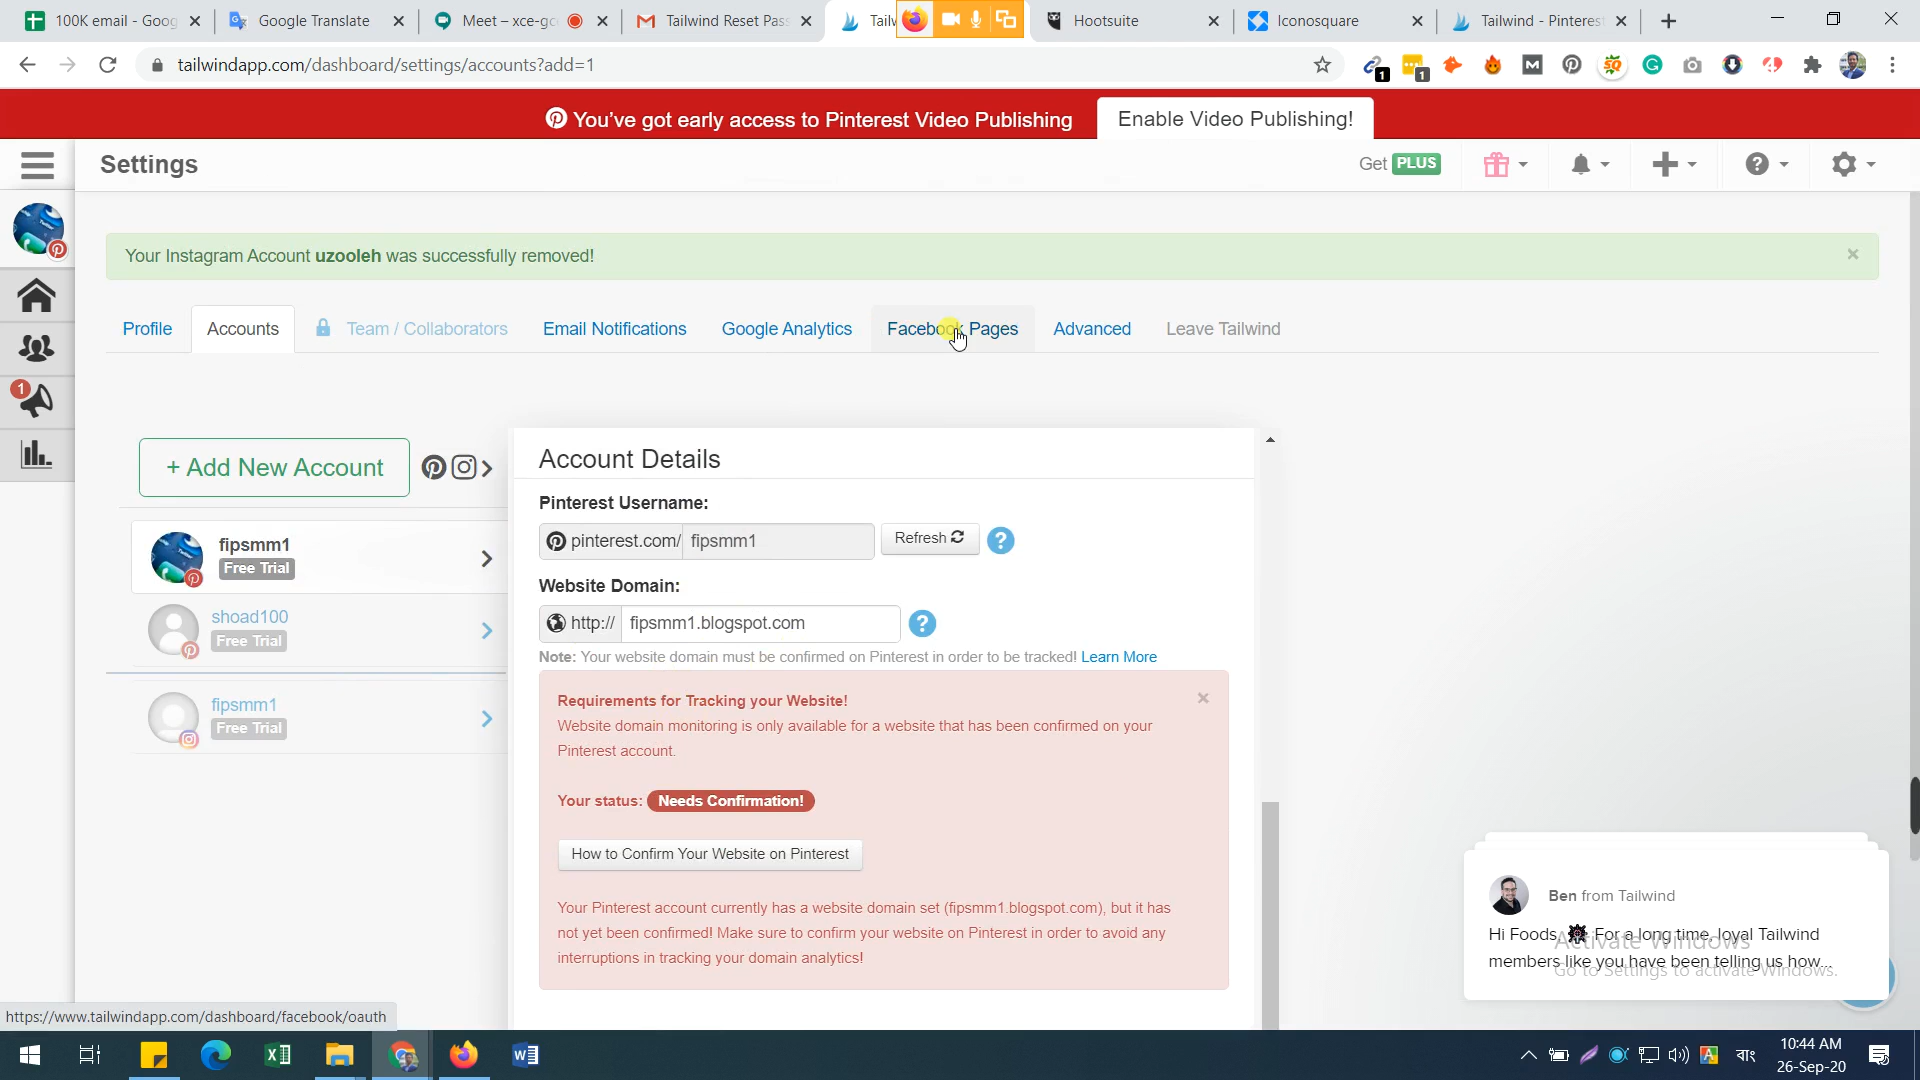 100K email - Goog
Google Translate
Meet – xce-gc
Tailwind Reset Pas
Tailw
Hootsuite
Iconosquare
Tailwind - Pinteres
tailwindapp.com/dashboard/settings/accounts?add=1
1
1
You've got early access to Pinterest Video Publishing
Enable Video Publishing!
Settings
Get PLUS
Your Instagram Account uzooleh was successfully removed!
Profile
Accounts
Team / Collaborators
Email Notifications
Google Analytics
Facebook Pages
Advanced
Leave Tailwind
1
+ Add New Account
fipsmm1
Free Trial
shoad100
Free Trial
fipsmm1
Free Trial
Account Details
Pinterest Username:
pinterest.com/ fipsmm1
Refresh
Website Domain:
http:// fipsmm1.blogspot.com
Note: Your website domain must be confirmed on Pinterest in order to be tracked! Learn More
Requirements for Tracking your Website!
Website domain monitoring is only available for a website that has been confirmed on your
Pinterest account.
Your status: Needs Confirmation!
How to Confirm Your Website on Pinterest
Your Pinterest account currently has a website domain set (fipsmm1.blogspot.com), but it has
not yet been confirmed! Make sure to confirm your website on Pinterest in order to avoid any
interruptions in tracking your domain analytics!
Ben from Tailwind
Hi Foods, For a long time, loyal Tailwind
members like you have been telling us how...
Activate Windows
Go to Settings to activate Windows.
https://www.tailwindapp.com/dashboard/facebook/oauth
বাং
10:44 AM
26-Sep-20